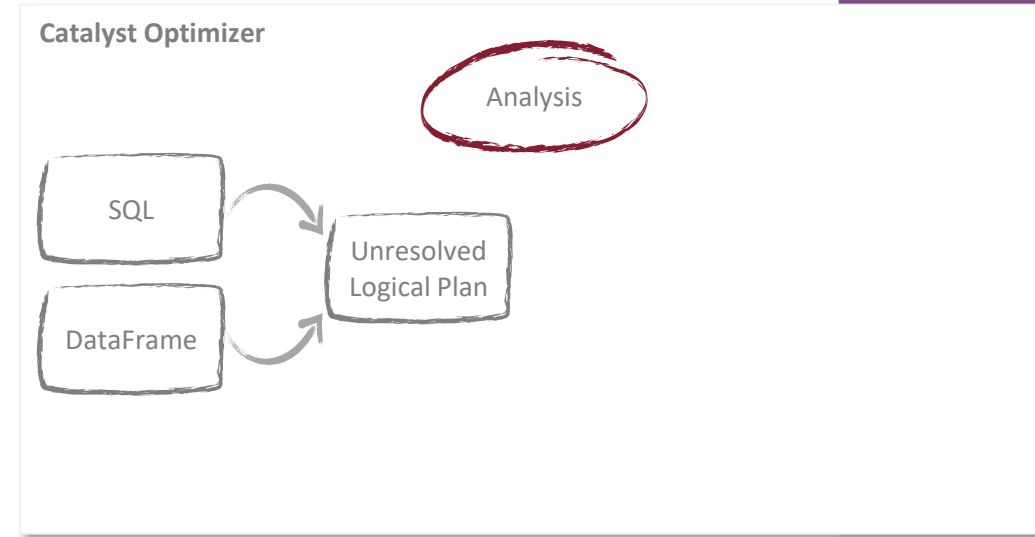 Catalyst Optimizer
Analysis
SQL
Unresolved
Logical Plan
DataFrame